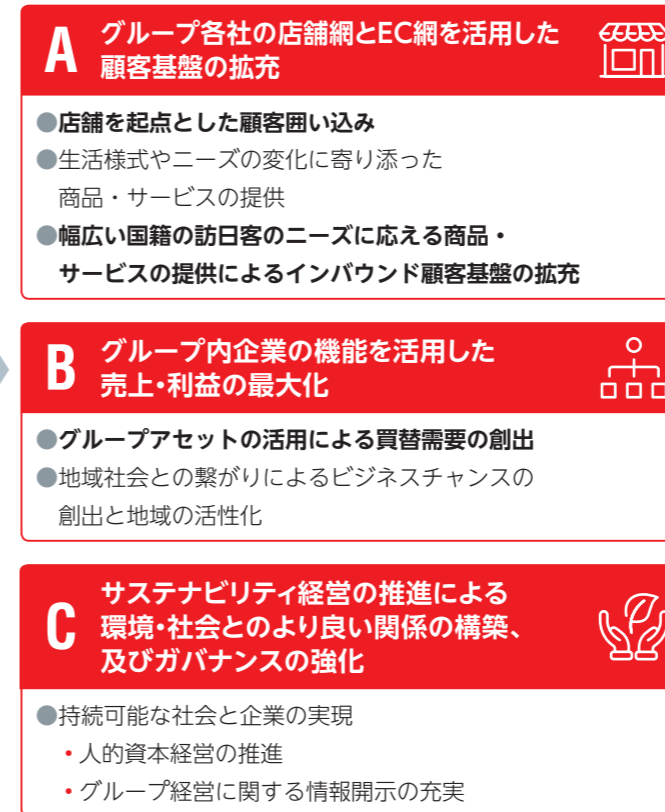 A グループ各社の店舗網とEC網を活用した
顧客基盤の拡充
●店舗を起点とした顧客囲い込み
●生活様式やニーズの変化に寄り添った
商品・サービスの提供
●幅広い国籍の訪日客のニーズに応える商品・
サービスの提供によるインバウンド顧客基盤の拡充
B グループ内企業の機能を活用した
売上・利益の最大化
●グループアセットの活用による買替需要の創出
●地域社会との繋がりによるビジネスチャンスの
創出と地域の活性化
C サステナビリティ経営の推進による
環境・社会とのより良い関係の構築、
及びガバナンスの強化
●持続可能な社会と企業の実現
・人的資本経営の推進
・グループ経営に関する情報開示の充実